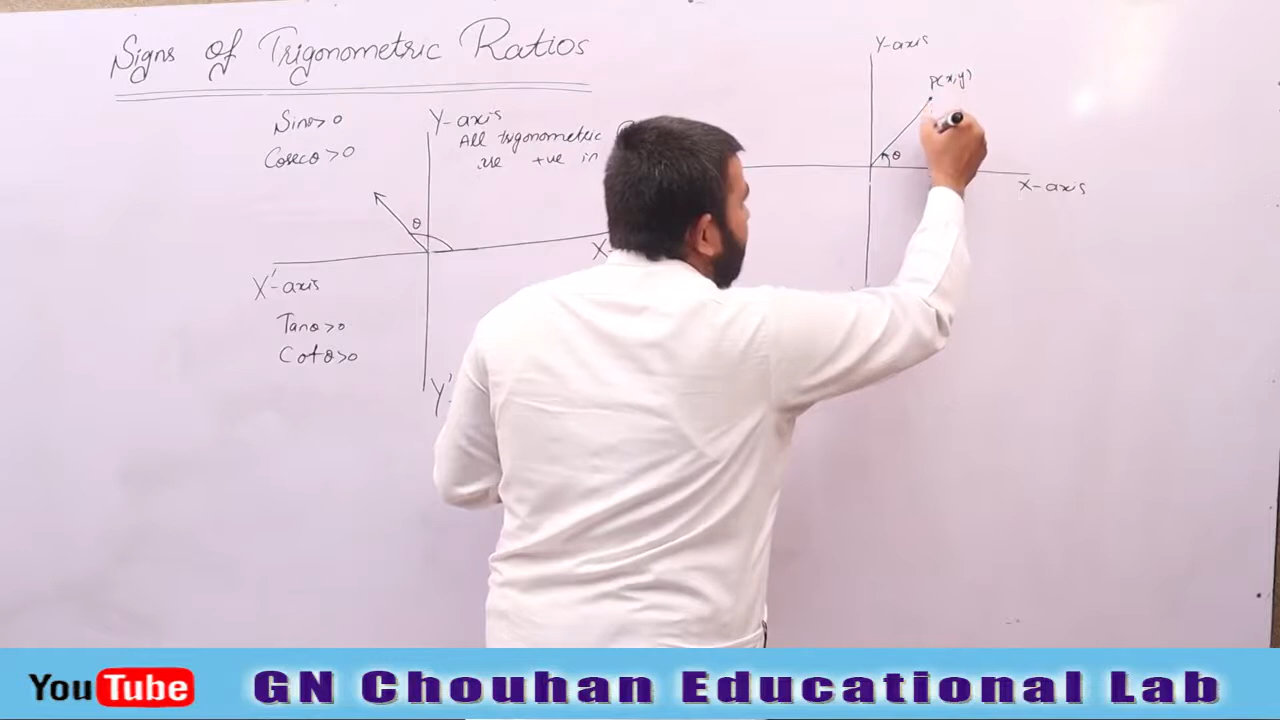 Signs of Trigonometric Ratios
Sinθ>0
Cosecθ>0
Y-axis
All trigonometric
are +ve in
θ
X'-axis
X-
Tanθ>0
Cotθ>0
Y'
Y-axis
P(x,y)
θ
X-axis
YouTube
GN Chouhan Educational Lab